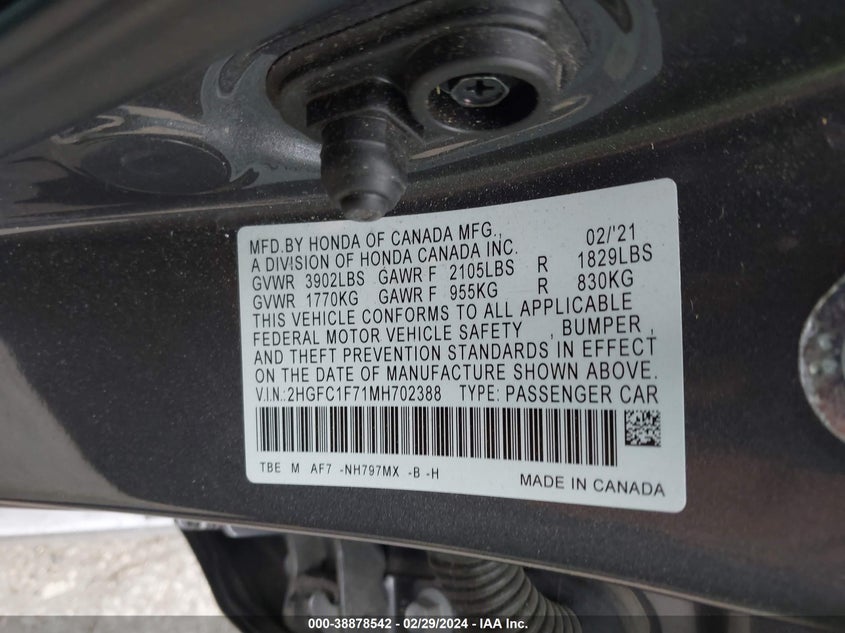 MFD.BY HONDA OF CANADA MFG., 02/'21
A DIVISION OF HONDA CANADA INC.
GVWR 3902LBS GAWR F 2105LBS R 1829LBS
GVWR 1770KG GAWR F 955KG R 830KG
THIS VEHICLE CONFORMS TO ALL APPLICABLE
FEDERAL MOTOR VEHICLE SAFETY , BUMPER ,
AND THEFT PREVENTION STANDARDS IN EFFECT
ON THE DATE OF MANUFACTURE SHOWN ABOVE.
V.I.N.:2HGFC1F71MH702388 TYPE: PASSENGER CAR
TBE M AF7 -NH797MX -B -H
MADE IN CANADA
000-38878542 - 02/29/2024 - IAA Inc.